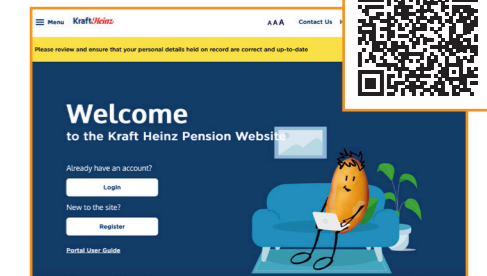 Menu KraftHeinz AAA Contact Us
Please review and ensure that your personal details held on record are correct and up-to-date
Welcome
to the Kraft Heinz Pension Website
Already have an account?
Login
New to the site?
Register
Portal User Guide